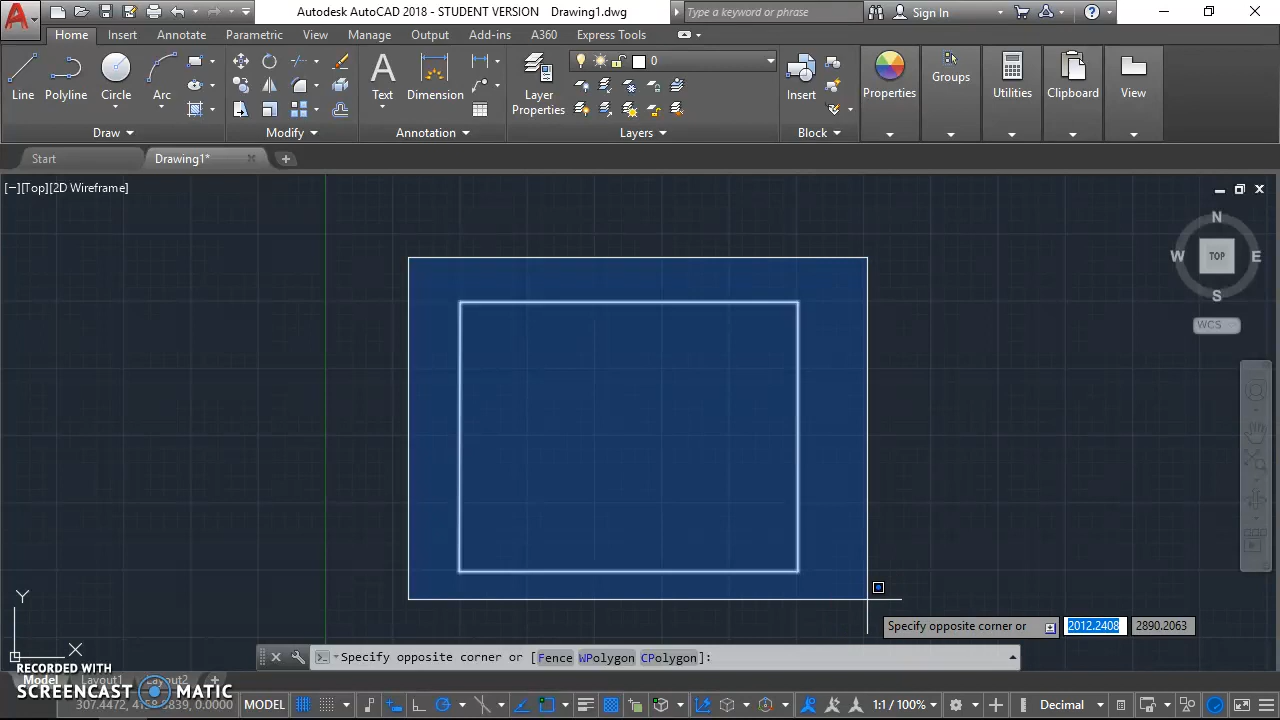 Autodesk AutoCAD 2018 - STUDENT VERSION Drawing1.dwg
Type a keyword or phrase
Sign In
Home Insert Annotate Parametric View Manage Output Add-ins A360 Express Tools
0
Line Polyline Circle Arc
Text Dimension
Layer Properties
Insert
Properties Groups Utilities Clipboard View
Draw Modify Annotation Layers Block
Start Drawing1*
[−][Top][2D Wireframe]
N
W TOP E
S
WCS
Y
X
Specify opposite corner or 2012.2408 2890.2063
Specify opposite corner or [Fence WPolygon CPolygon]:
RECORDED WITH
Model Layout1 Layout2
SCREENCAST MATIC
MODEL 1:1 / 100% Decimal